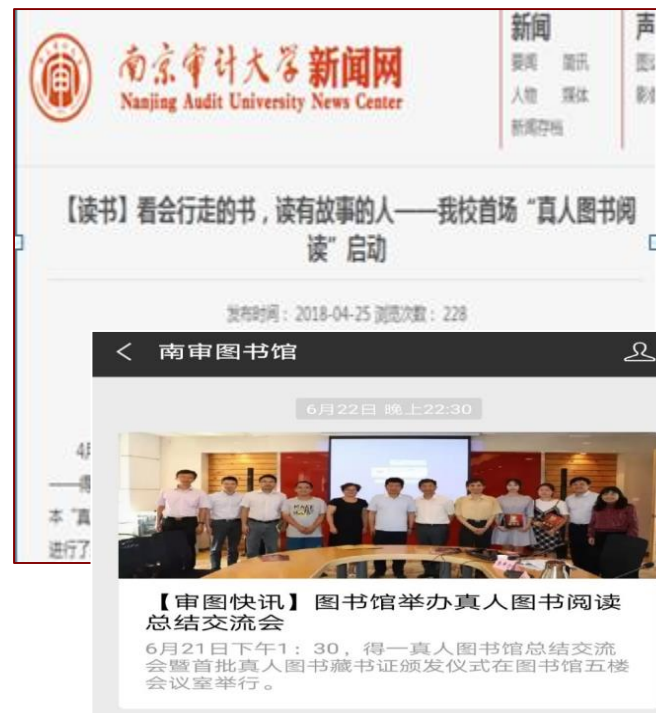 南京审计大学新闻网
Nanjing Audit University News Center
新闻
要闻 简讯
人物 媒体
新闻存档
声
【读书】看会行走的书，读有故事的人——我校首场“真人图书阅
读”启动
发布时间：2018-04-25 浏览次数：228
4月
本“真
进行了
南审图书馆
6月22日 晚上22:30
【审图快讯】图书馆举办真人图书阅读
总结交流会
6月21日下午1：30，得一真人图书馆总结交流
会暨首批真人图书藏书证颁发仪式在图书馆五楼
会议室举行。